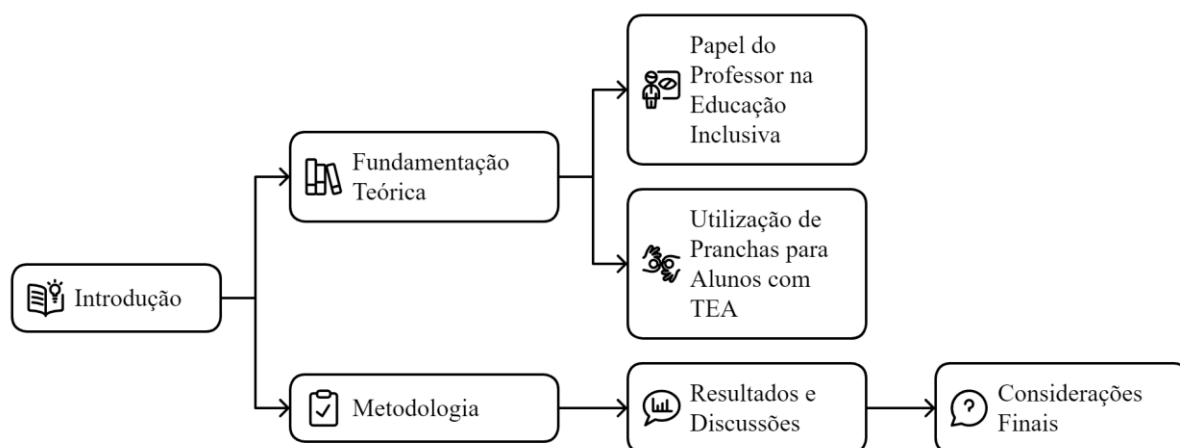 Papel do
Professor na
Educação
Inclusiva
Fundamentação
Teórica
Utilização de
Pranchas para
Alunos com
TEA
Introdução
Metodologia
Resultados e
Discussões
Considerações
Finais